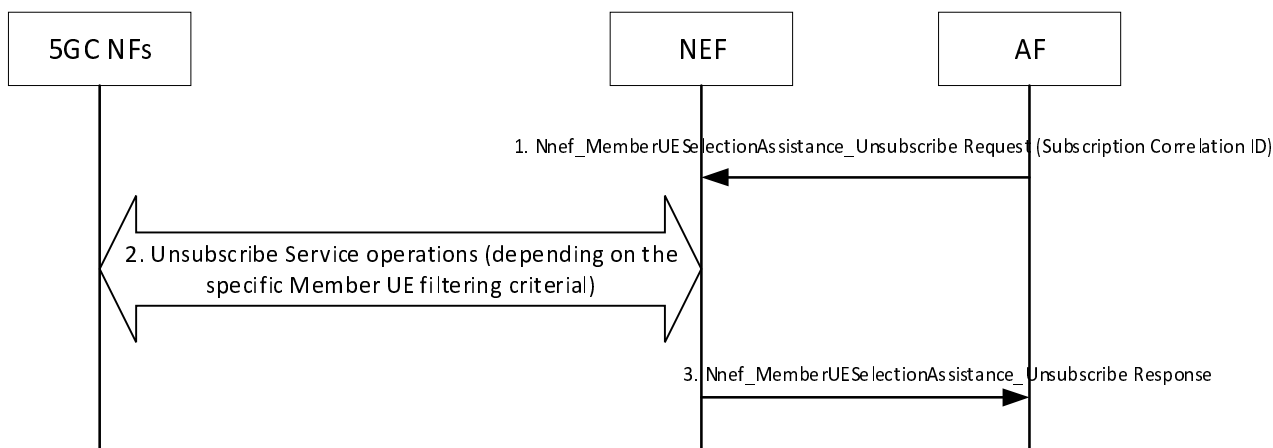 5GC NFs
NEF
AF
1. Nnef_MemberUESelectionAssistance_Unsubscribe Request (Subscription Correlation ID)
2. Unsubscribe Service operations (depending on the
specific Member UE filtering criterial)
3. Nnef_MemberUESelectionAssistance_Unsubscribe Response